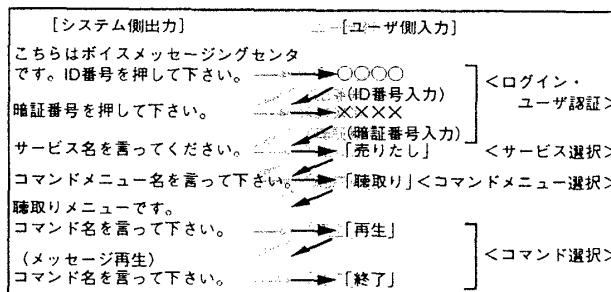 [システム側出力] [ユーザ側入力]
こちらはボイスメッセージングセンタ
です。ID番号を押して下さい。 ○○○○
(ID番号入力) <ログイン・
暗証番号を押して下さい。 ×××× ユーザ認証>
(暗証番号入力)
サービス名を言ってください。 「売りたし」 <サービス選択>
コマンドメニュー名を言って下さい。 「聴取り」 <コマンドメニュー選択>
聴取りメニューです。
コマンド名を言って下さい。 「再生」
(メッセージ再生) <コマンド選択>
コマンド名を言って下さい。 「終了」